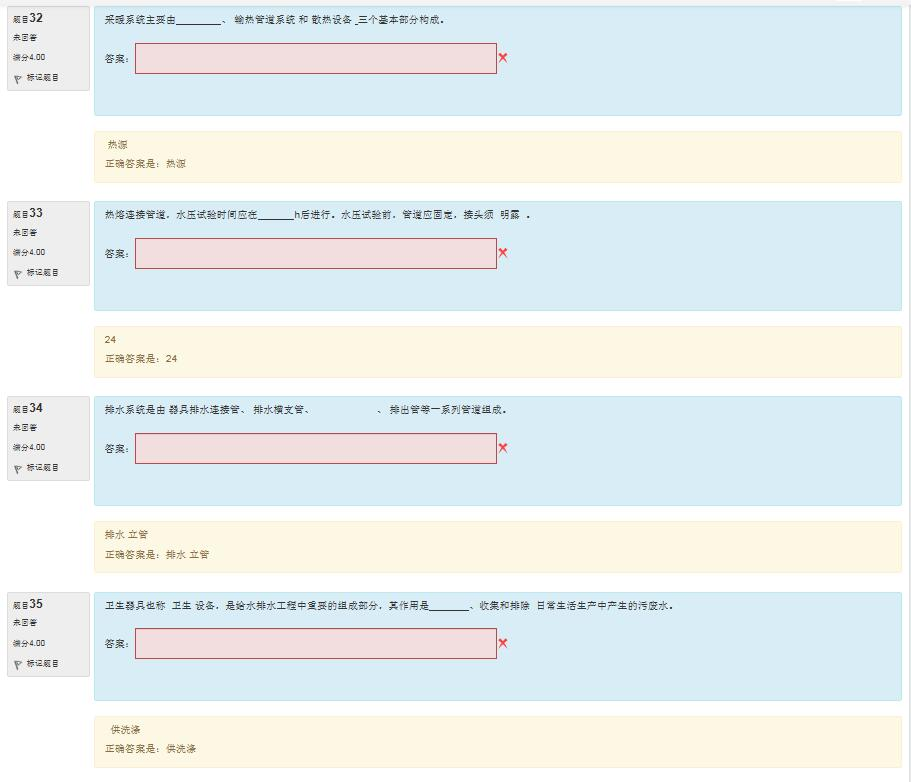 题目32
未回答
满分4.00
标记题目
采暖系统主要由_________、 输热管道系统 和 散热设备 _三个基本部分构成。
答案：
热源
正确答案是：热源
题目33
未回答
满分4.00
标记题目
热熔连接管道，水压试验时间应在_______h后进行。水压试验前，管道应固定，接头须 明露 。
答案：
24
正确答案是：24
题目34
未回答
满分4.00
标记题目
排水系统是由 器具排水连接管、 排水横支管、 、 排出管等一系列管道组成。
答案：
排水 立管
正确答案是：排水 立管
题目35
未回答
满分4.00
标记题目
卫生器具也称 卫生 设备，是给水排水工程中重要的组成部分，其作用是________、收集和排除 日常生活生产中产生的污废水。
答案：
供洗涤
正确答案是：供洗涤